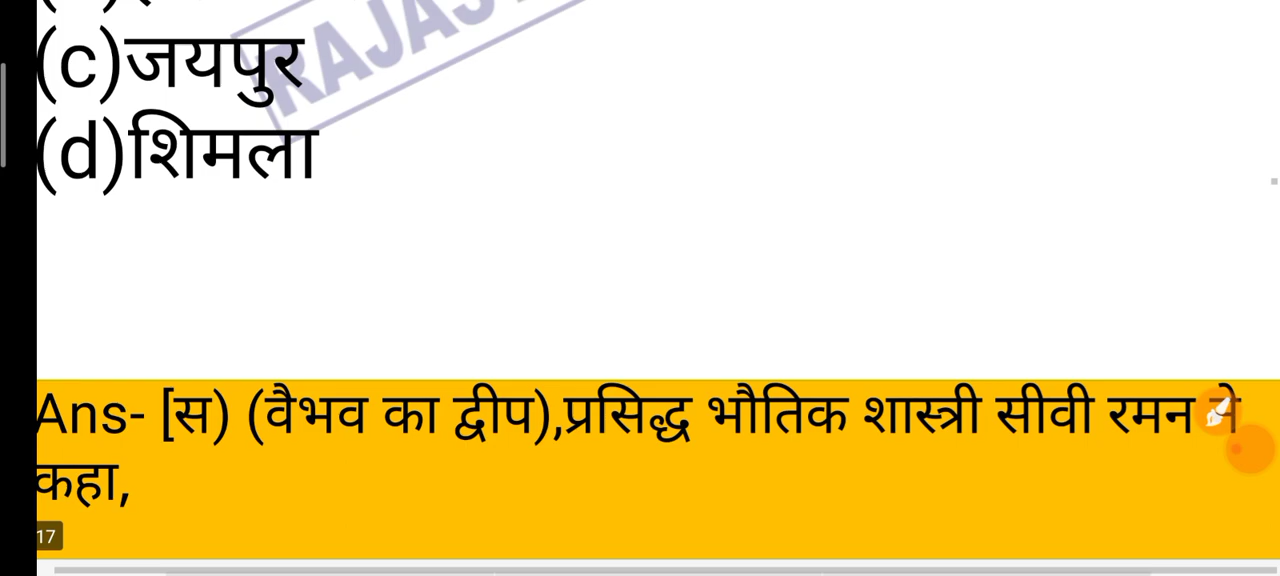 (c)जयपुर
(d)शिमला
Ans- [स) (वैभव का द्वीप),प्रसिद्ध भौतिक शास्त्री सीवी रमन ने
कहा,
17